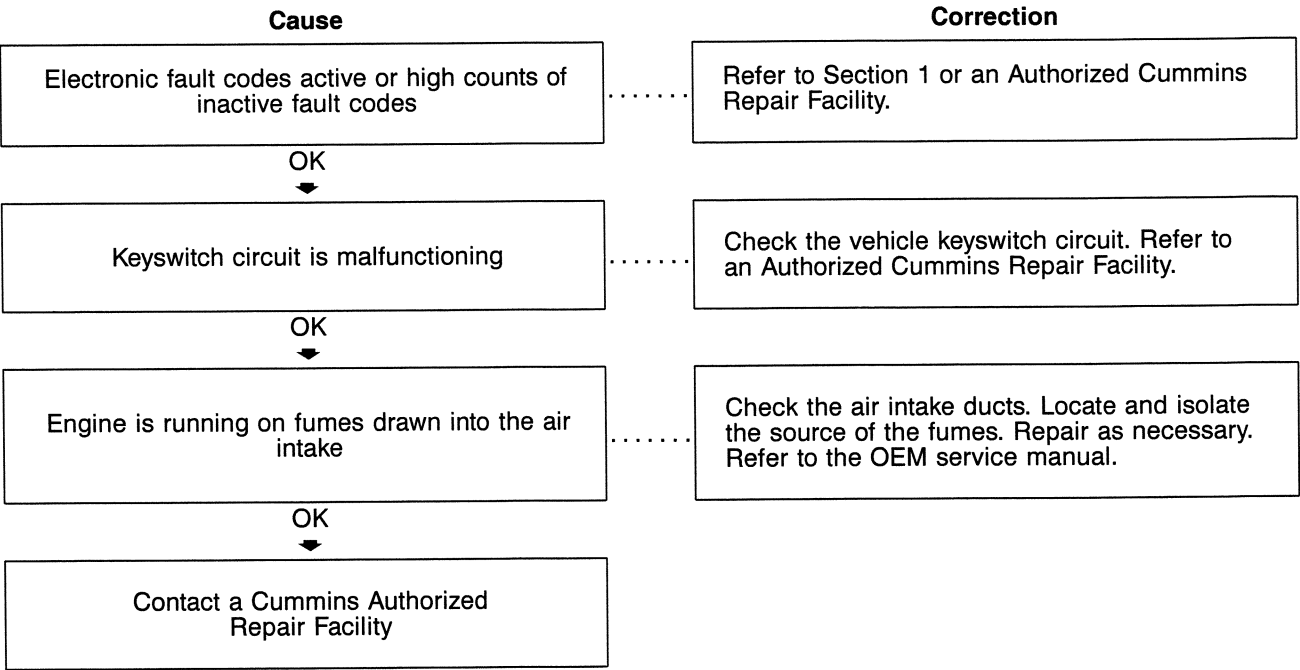 Cause
Correction
Electronic fault codes active or high counts of
inactive fault codes
Refer to Section 1 or an Authorized Cummins
Repair Facility.
OK
Keyswitch circuit is malfunctioning
Check the vehicle keyswitch circuit. Refer to
an Authorized Cummins Repair Facility.
OK
Engine is running on fumes drawn into the air
intake
Check the air intake ducts. Locate and isolate
the source of the fumes. Repair as necessary.
Refer to the OEM service manual.
OK
Contact a Cummins Authorized
Repair Facility